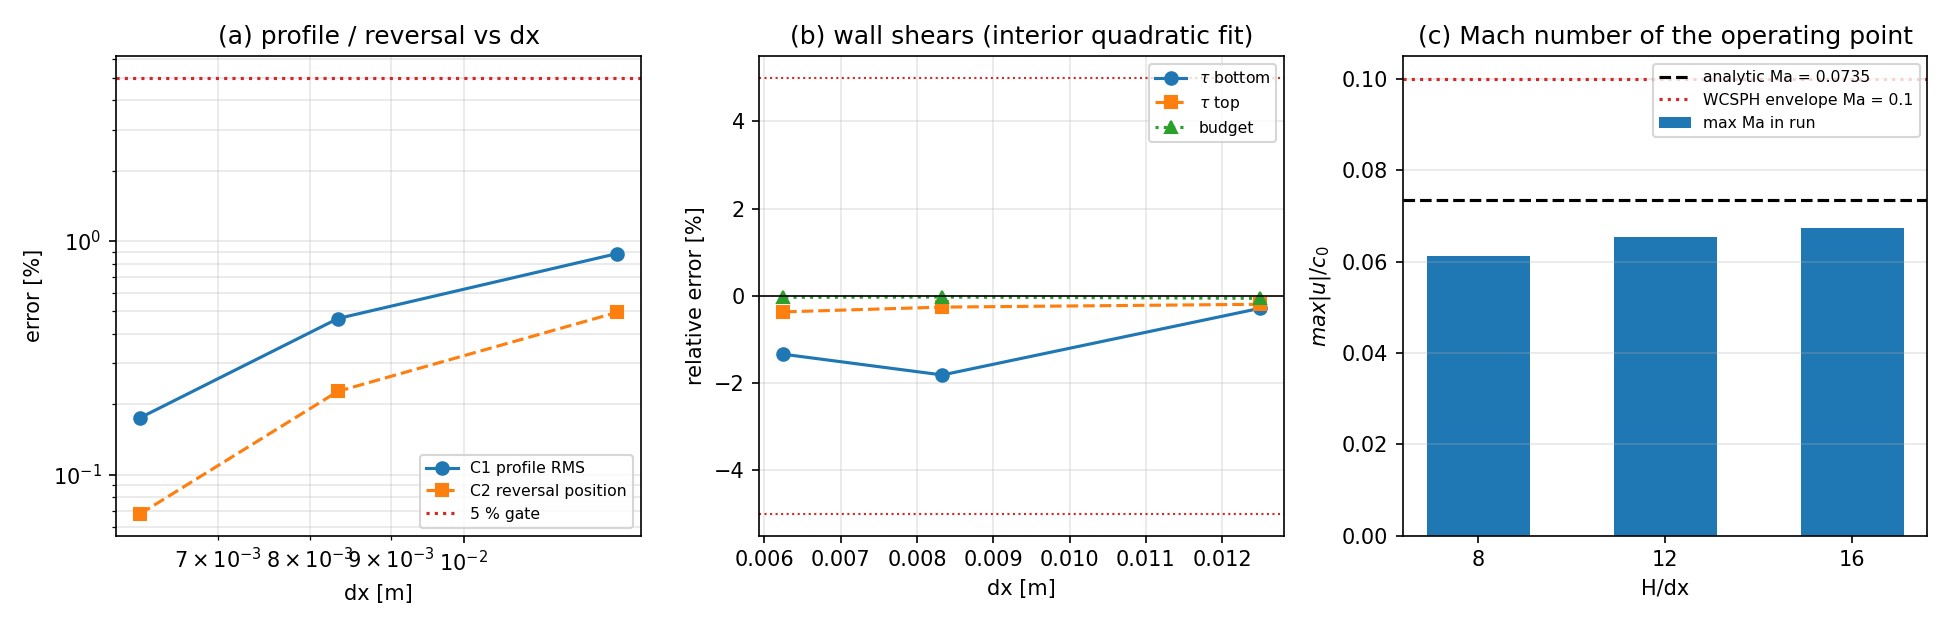 (a) profile / reversal vs dx
error [%]
10⁰
10⁻¹
C1 profile RMS
C2 reversal position
5 % gate
7 × 10⁻³ 8 × 10⁻³ 9 × 10⁻³ 10⁻²
dx [m]
(b) wall shears (interior quadratic fit)
relative error [%]
τ bottom
τ top
budget
4
2
0
−2
−4
0.006 0.007 0.008 0.009 0.010 0.011 0.012
dx [m]
(c) Mach number of the operating point
max|u|/c₀
analytic Ma = 0.0735
WCSPH envelope Ma = 0.1
max Ma in run
0.10
0.08
0.06
0.04
0.02
0.00
8 12 16
H/dx